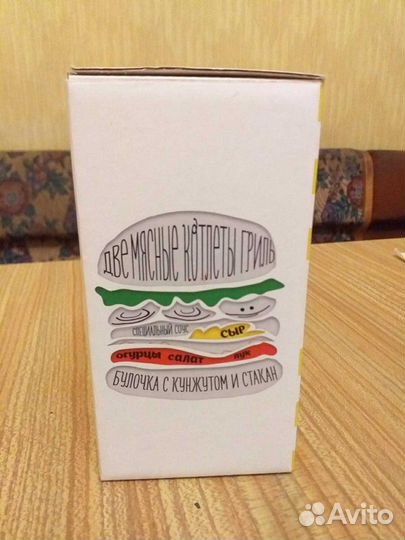 ДВЕ МЯСНЫЕ КОТЛЕТЫ ГРИЛЬ
СПЕЦИАЛЬНЫЙ СОУС СЫР
ОГУРЦЫ САЛАТ ЛУК
БУЛОЧКА С КУНЖУТОМ И СТАКАН
Avito